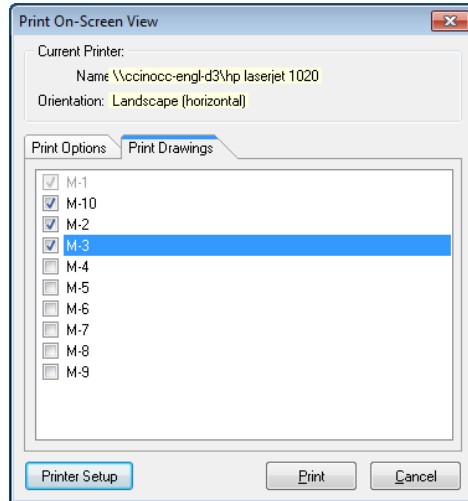 Print On-Screen View
Current Printer:
Name \\ccinocc-engl-d3\hp laserjet 1020
Orientation: Landscape (horizontal)
Print Options Print Drawings
M-1
M-10
M-2
M-3
M-4
M-5
M-6
M-7
M-8
M-9
Printer Setup Print Cancel